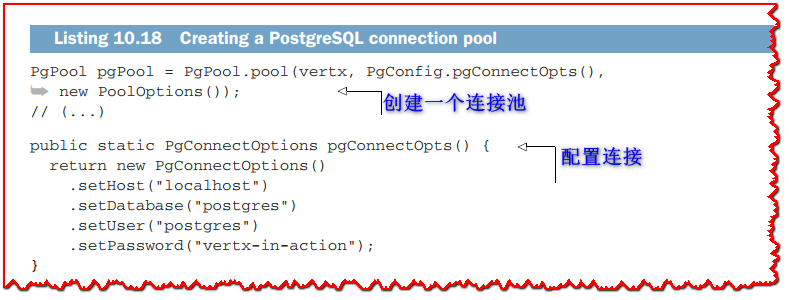 Listing 10.18 Creating a PostgreSQL connection pool
PgPool pgPool = PgPool.pool(vertx, PgConfig.pgConnectOpts(),
new PoolOptions());
创建一个连接池
// (...)
public static PgConnectOptions pgConnectOpts() {
配置连接
return new PgConnectOptions()
.setHost("localhost")
.setDatabase("postgres")
.setUser("postgres")
.setPassword("vertx-in-action");
}